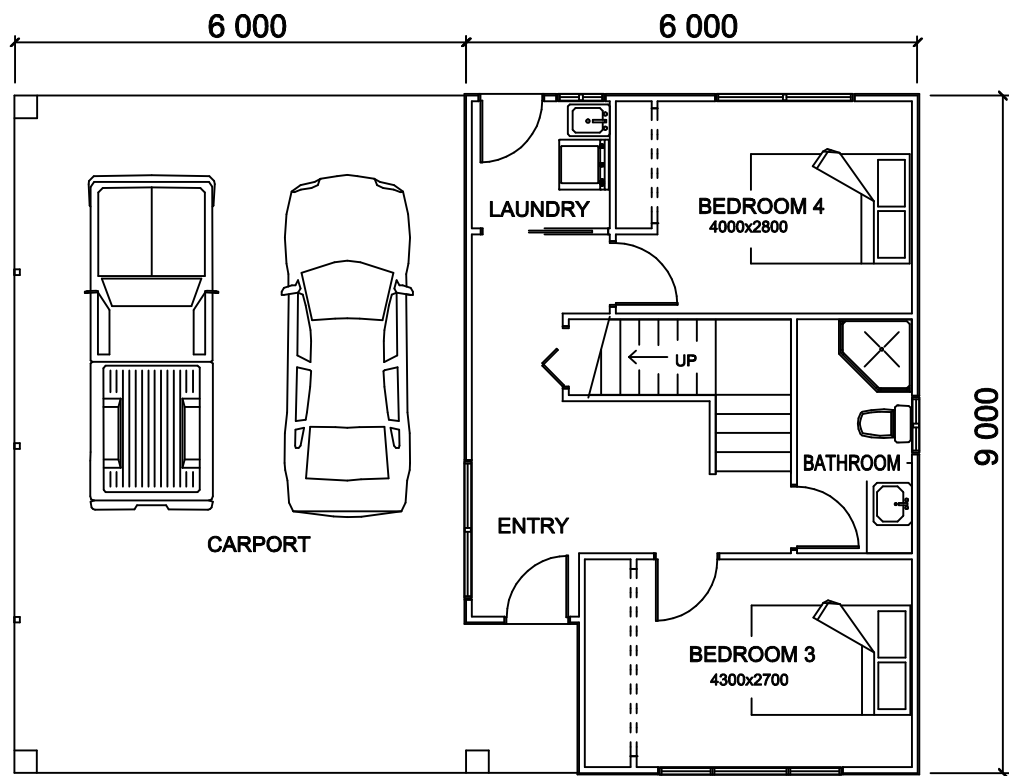 6 000
6 000
LAUNDRY
BEDROOM 4
4000x2800
UP
9 000
BATHROOM
ENTRY
CARPORT
BEDROOM 3
4300x2700